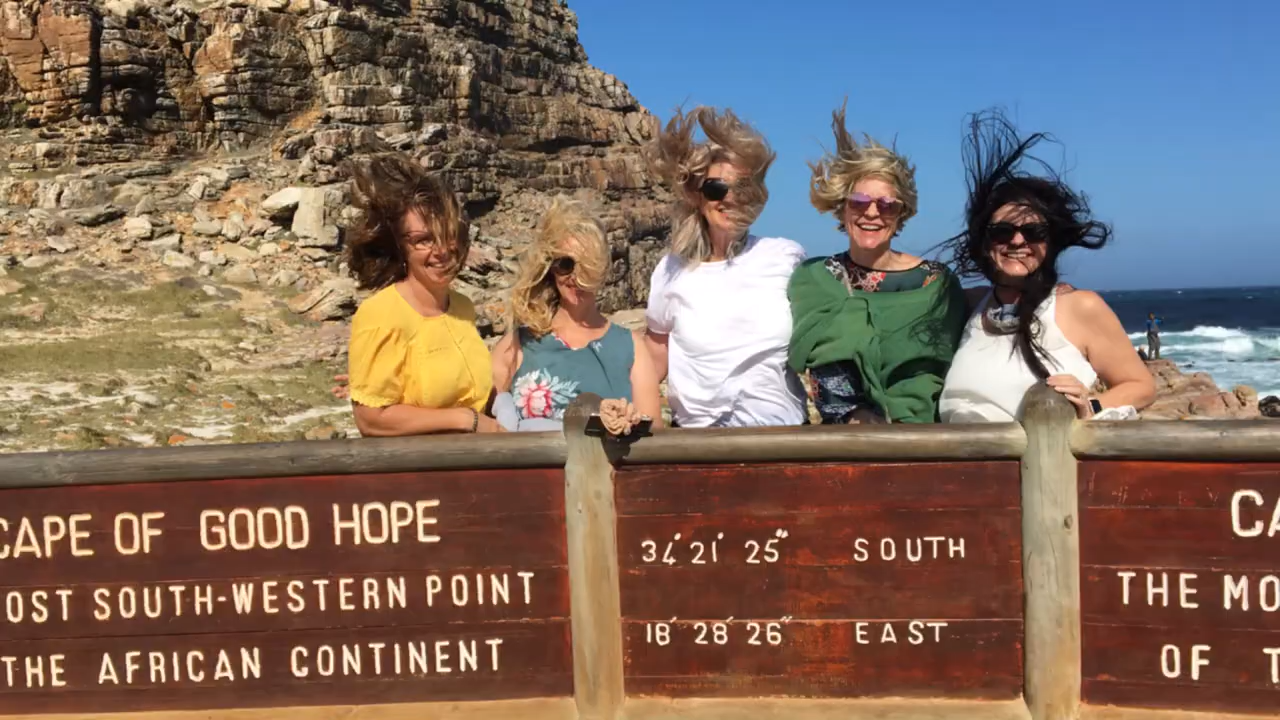 CAPE OF GOOD HOPE
OST SOUTH-WESTERN POINT
THE AFRICAN CONTINENT
34° 21' 25" SOUTH
18° 28' 26" EAST
CA
THE MO
OF T